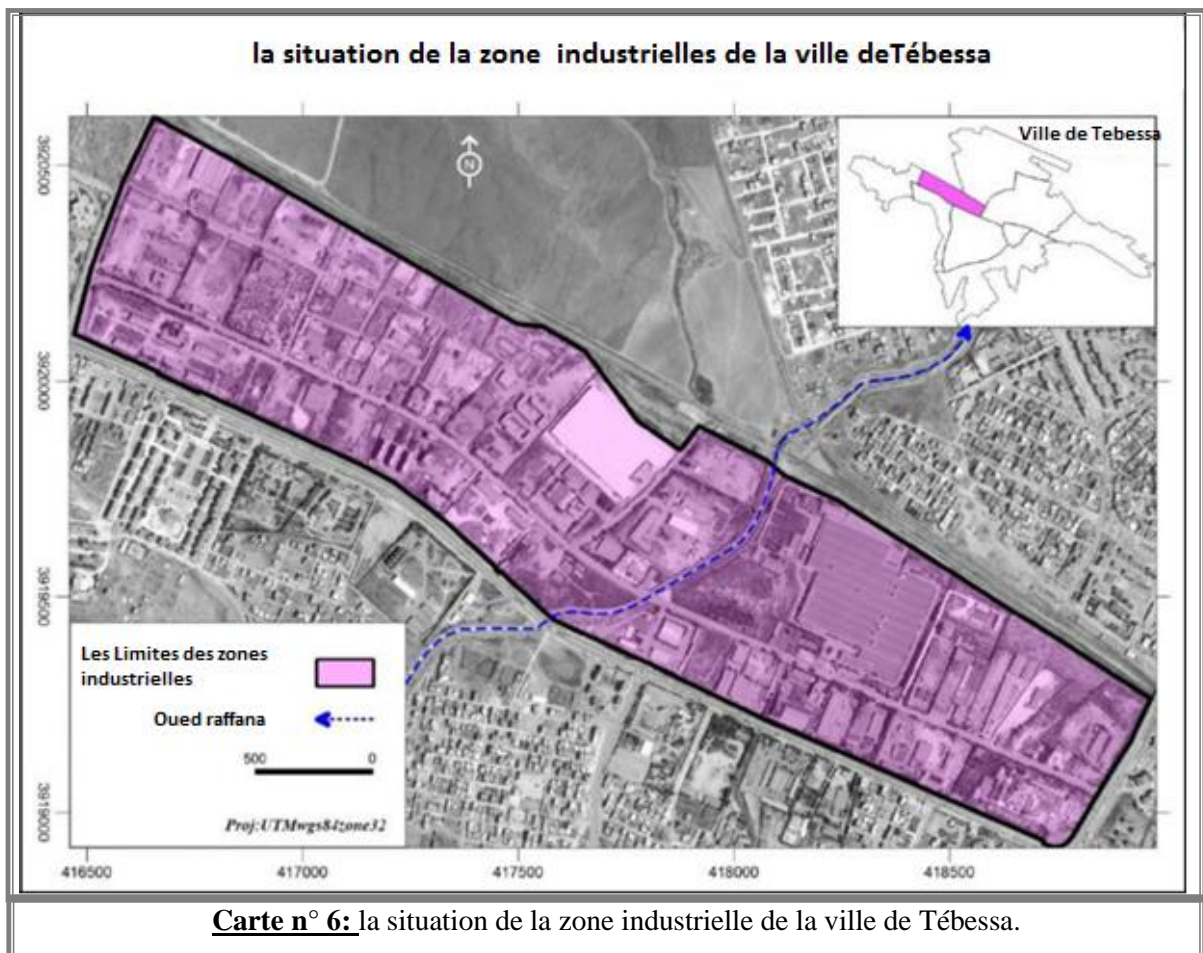 la situation de la zone industrielles de la ville deTébessa
Ville de Tebessa
N
3920500
3920000
3919500
3919000
Les Limites des zones
industrielles
Oued raffana
500 0
Proj:UTMwgs84zone32
416500 417000 417500 418000 418500
Carte n° 6: la situation de la zone industrielle de la ville de Tébessa.